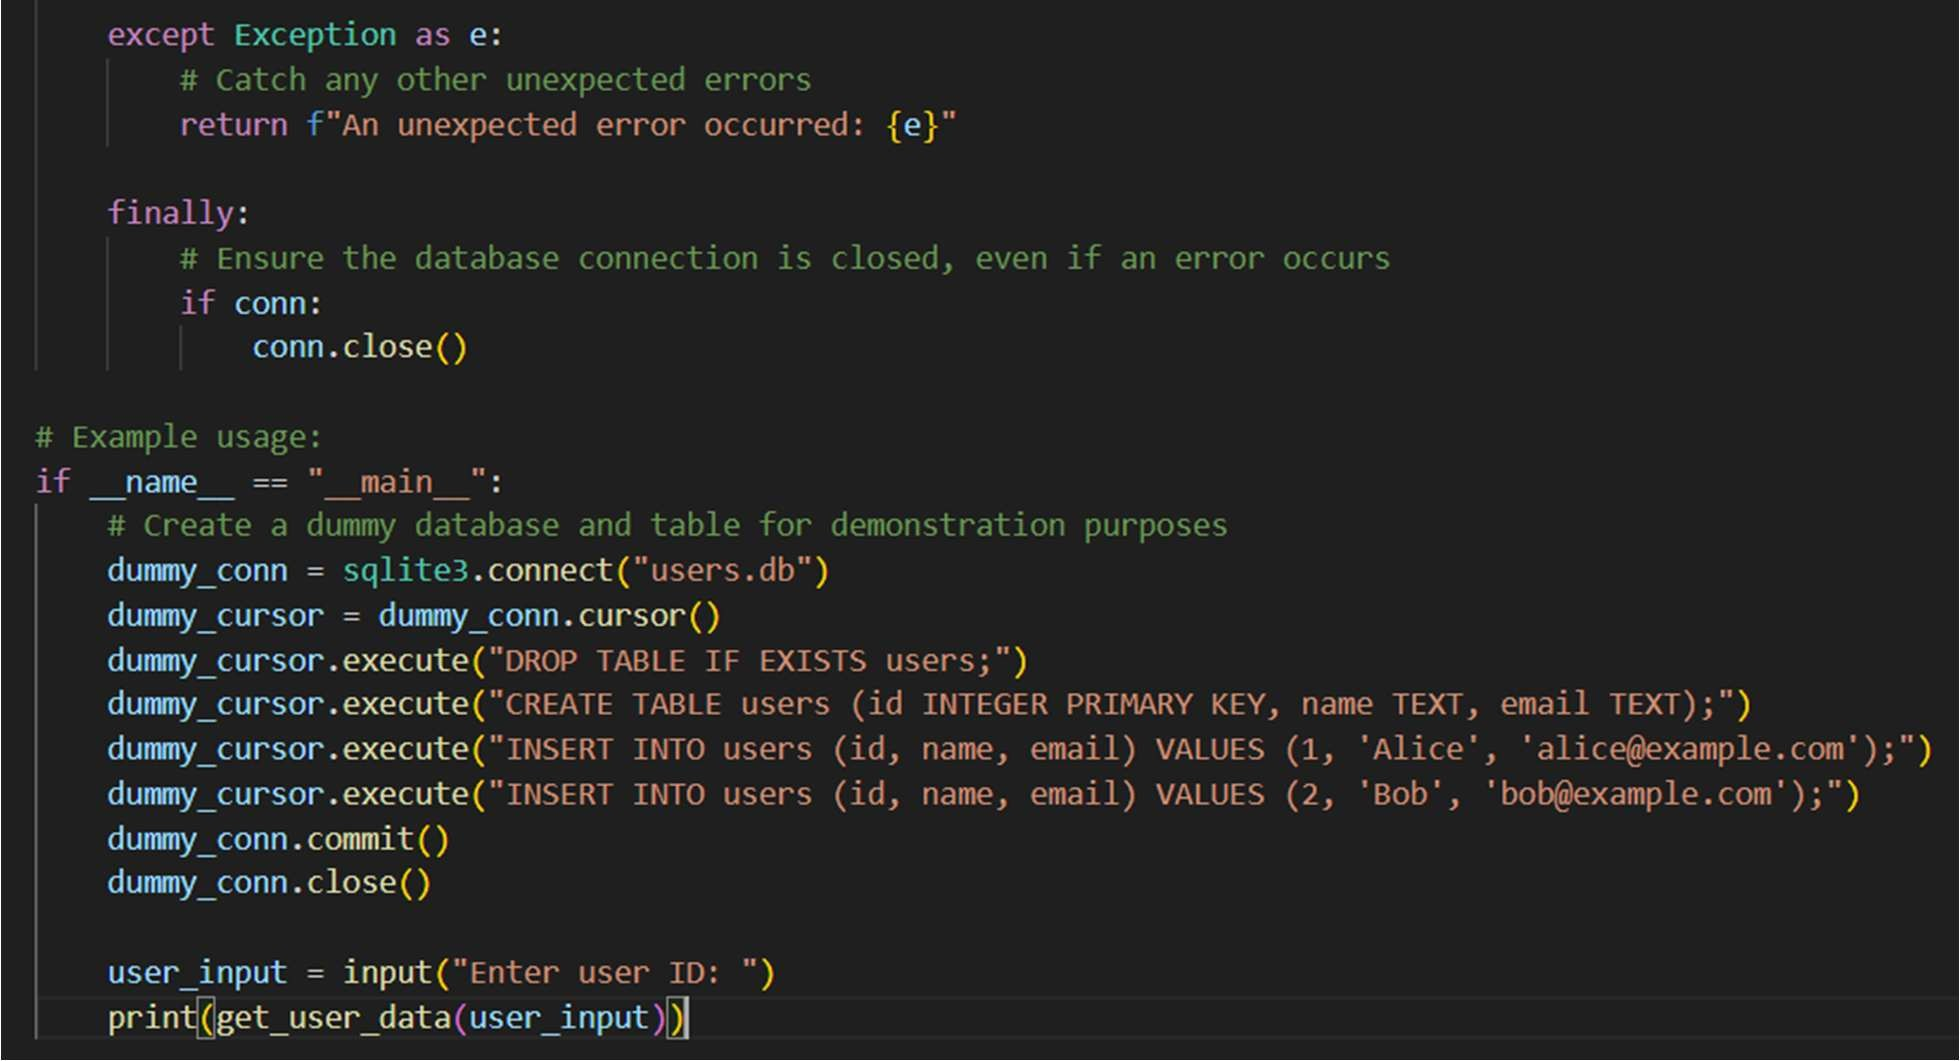 except Exception as e:
# Catch any other unexpected errors
return f"An unexpected error occurred: {e}"
finally:
# Ensure the database connection is closed, even if an error occurs
if conn:
conn.close()
# Example usage:
if __name__ == "__main__":
# Create a dummy database and table for demonstration purposes
dummy_conn = sqlite3.connect("users.db")
dummy_cursor = dummy_conn.cursor()
dummy_cursor.execute("DROP TABLE IF EXISTS users;")
dummy_cursor.execute("CREATE TABLE users (id INTEGER PRIMARY KEY, name TEXT, email TEXT);")
dummy_cursor.execute("INSERT INTO users (id, name, email) VALUES (1, 'Alice', 'alice@example.com');")
dummy_cursor.execute("INSERT INTO users (id, name, email) VALUES (2, 'Bob', 'bob@example.com');")
dummy_conn.commit()
dummy_conn.close()
user_input = input("Enter user ID: ")
print(get_user_data(user_input))